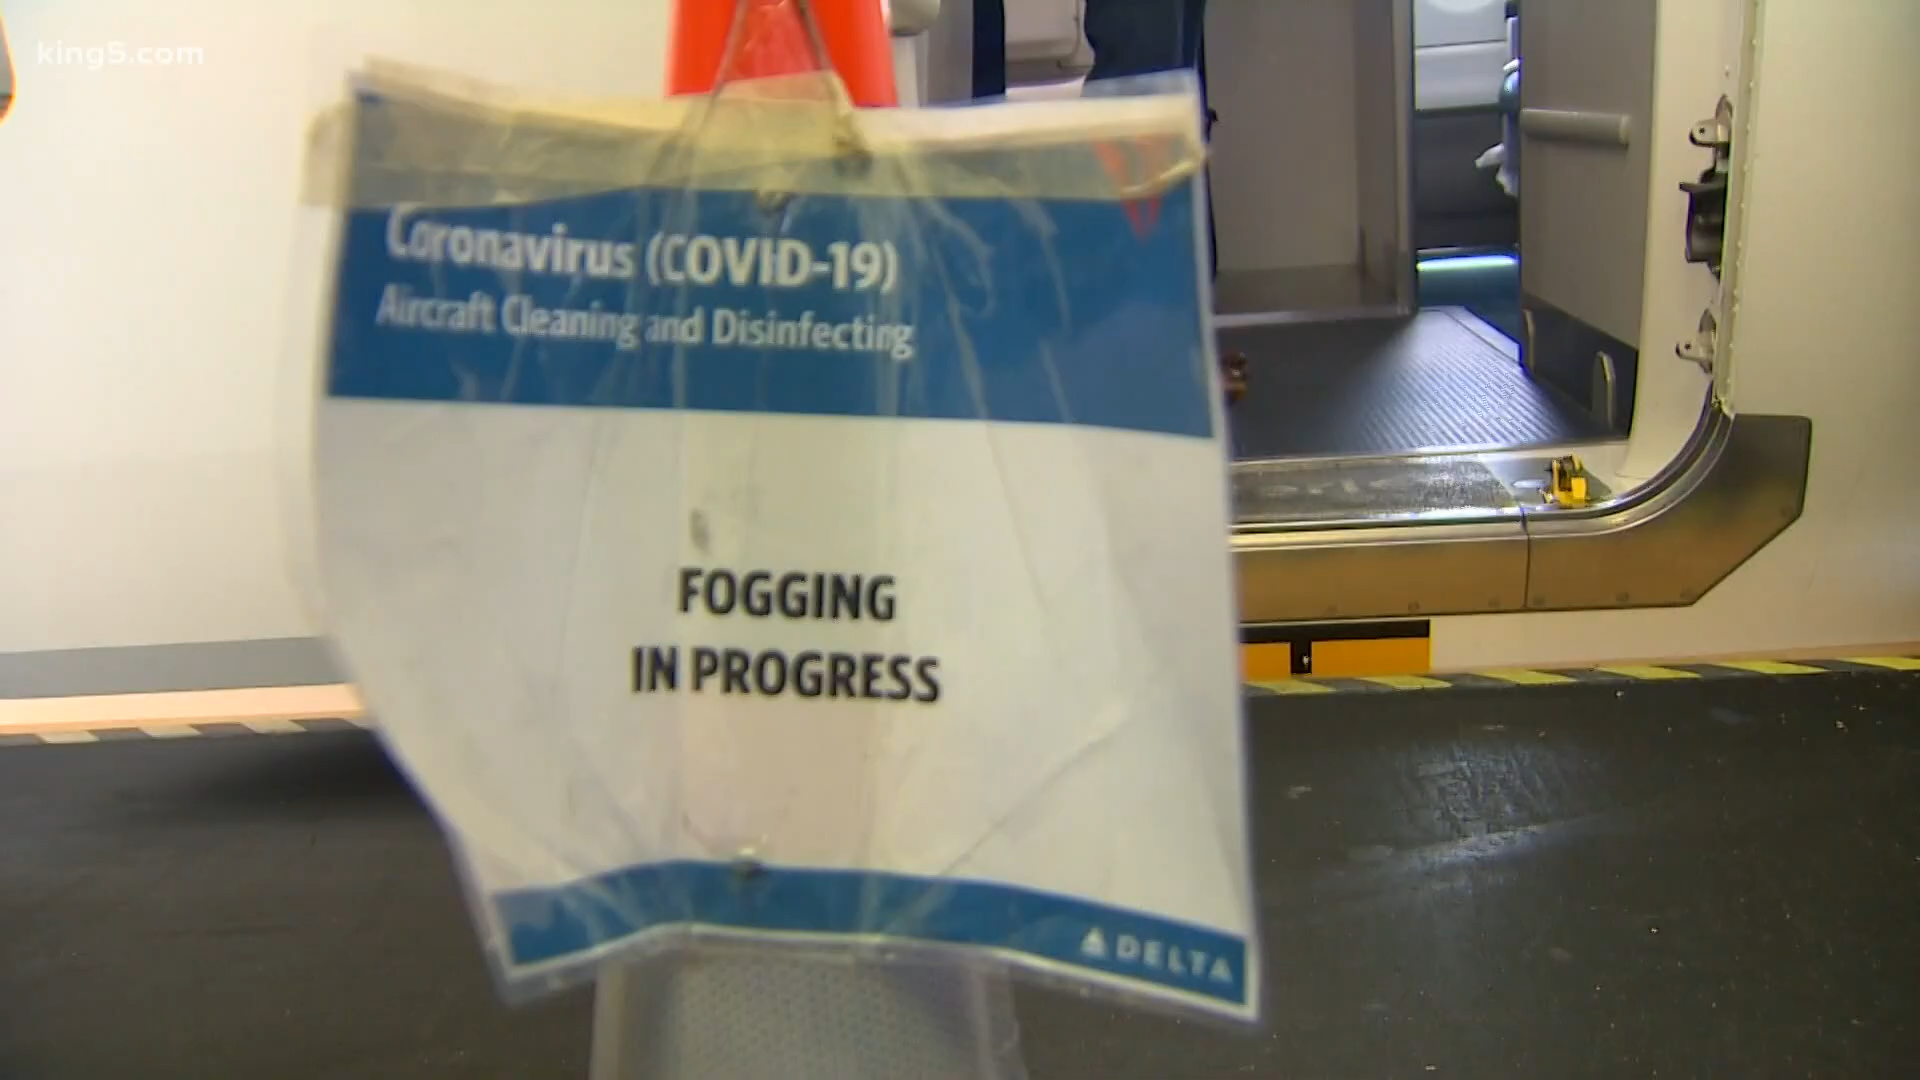 king5.com
Coronavirus (COVID-19)
Aircraft Cleaning and Disinfecting
FOGGING
IN PROGRESS
DELTA